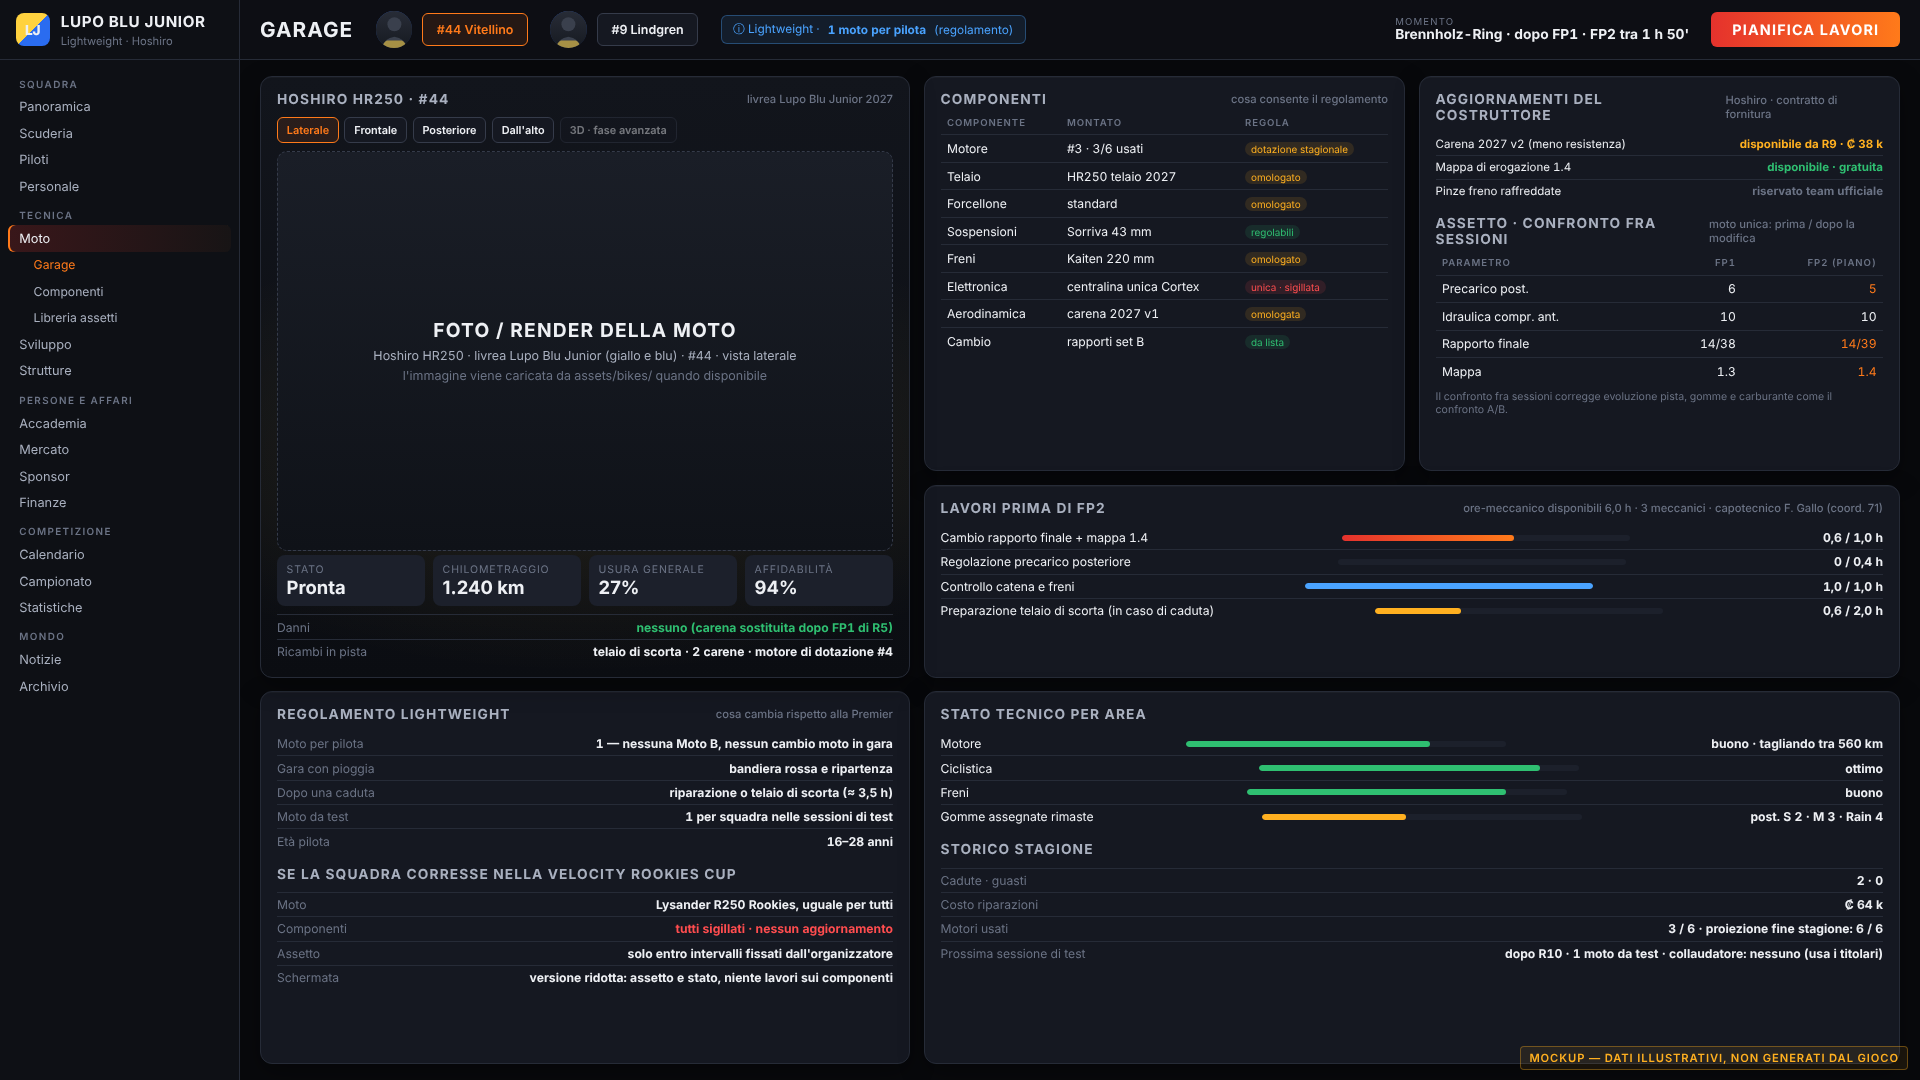 LJ
LUPO BLU JUNIOR
Lightweight · Hoshiro
SQUADRA
Panoramica
Scuderia
Piloti
Personale
TECNICA
Moto
Garage
Componenti
Libreria assetti
Sviluppo
Strutture
PERSONE E AFFARI
Accademia
Mercato
Sponsor
Finanze
COMPETIZIONE
Calendario
Campionato
Statistiche
MONDO
Notizie
Archivio
GARAGE
#44 Vitellino
#9 Lindgren
ⓘ Lightweight · 1 moto per pilota (regolamento)
MOMENTO
Brennholz-Ring · dopo FP1 · FP2 tra 1 h 50'
PIANIFICA LAVORI
HOSHIRO HR250 · #44
livrea Lupo Blu Junior 2027
Laterale
Frontale
Posteriore
Dall'alto
3D · fase avanzata
FOTO / RENDER DELLA MOTO
Hoshiro HR250 · livrea Lupo Blu Junior (giallo e blu) · #44 · vista laterale
l'immagine viene caricata da assets/bikes/ quando disponibile
STATO
Pronta
CHILOMETRAGGIO
1.240 km
USURA GENERALE
27%
AFFIDABILITÀ
94%
Danni nessuno (carena sostituita dopo FP1 di R5)
Ricambi in pista telaio di scorta · 2 carene · motore di dotazione #4
COMPONENTI
cosa consente il regolamento
COMPONENTE MONTATO REGOLA
Motore #3 · 3/6 usati dotazione stagionale
Telaio HR250 telaio 2027 omologato
Forcellone standard omologato
Sospensioni Sorriva 43 mm regolabili
Freni Kaiten 220 mm omologato
Elettronica centralina unica Cortex unica · sigillata
Aerodinamica carena 2027 v1 omologata
Cambio rapporti set B da lista
AGGIORNAMENTI DEL COSTRUTTORE
Hoshiro · contratto di fornitura
Carena 2027 v2 (meno resistenza) disponibile da R9 · ₡ 38 k
Mappa di erogazione 1.4 disponibile · gratuita
Pinze freno raffreddate riservato team ufficiale
ASSETTO · CONFRONTO FRA SESSIONI
moto unica: prima / dopo la modifica
PARAMETRO FP1 FP2 (PIANO)
Precarico post. 6 5
Idraulica compr. ant. 10 10
Rapporto finale 14/38 14/39
Mappa 1.3 1.4
Il confronto fra sessioni corregge evoluzione pista, gomme e carburante come il confronto A/B.
LAVORI PRIMA DI FP2
ore-meccanico disponibili 6,0 h · 3 meccanici · capotecnico F. Gallo (coord. 71)
Cambio rapporto finale + mappa 1.4 0,6 / 1,0 h
Regolazione precarico posteriore 0 / 0,4 h
Controllo catena e freni 1,0 / 1,0 h
Preparazione telaio di scorta (in caso di caduta) 0,6 / 2,0 h
REGOLAMENTO LIGHTWEIGHT
cosa cambia rispetto alla Premier
Moto per pilota 1 — nessuna Moto B, nessun cambio moto in gara
Gara con pioggia bandiera rossa e ripartenza
Dopo una caduta riparazione o telaio di scorta (≈ 3,5 h)
Moto da test 1 per squadra nelle sessioni di test
Età pilota 16–28 anni
SE LA SQUADRA CORRESSE NELLA VELOCITY ROOKIES CUP
Moto Lysander R250 Rookies, uguale per tutti
Componenti tutti sigillati · nessun aggiornamento
Assetto solo entro intervalli fissati dall'organizzatore
Schermata versione ridotta: assetto e stato, niente lavori sui componenti
STATO TECNICO PER AREA
Motore buono · tagliando tra 560 km
Ciclistica ottimo
Freni buono
Gomme assegnate rimaste post. S 2 · M 3 · Rain 4
STORICO STAGIONE
Cadute · guasti 2 · 0
Costo riparazioni ₡ 64 k
Motori usati 3 / 6 · proiezione fine stagione: 6 / 6
Prossima sessione di test dopo R10 · 1 moto da test · collaudatore: nessuno (usa i titolari)
MOCKUP — DATI ILLUSTRATIVI, NON GENERATI DAL GIOCO